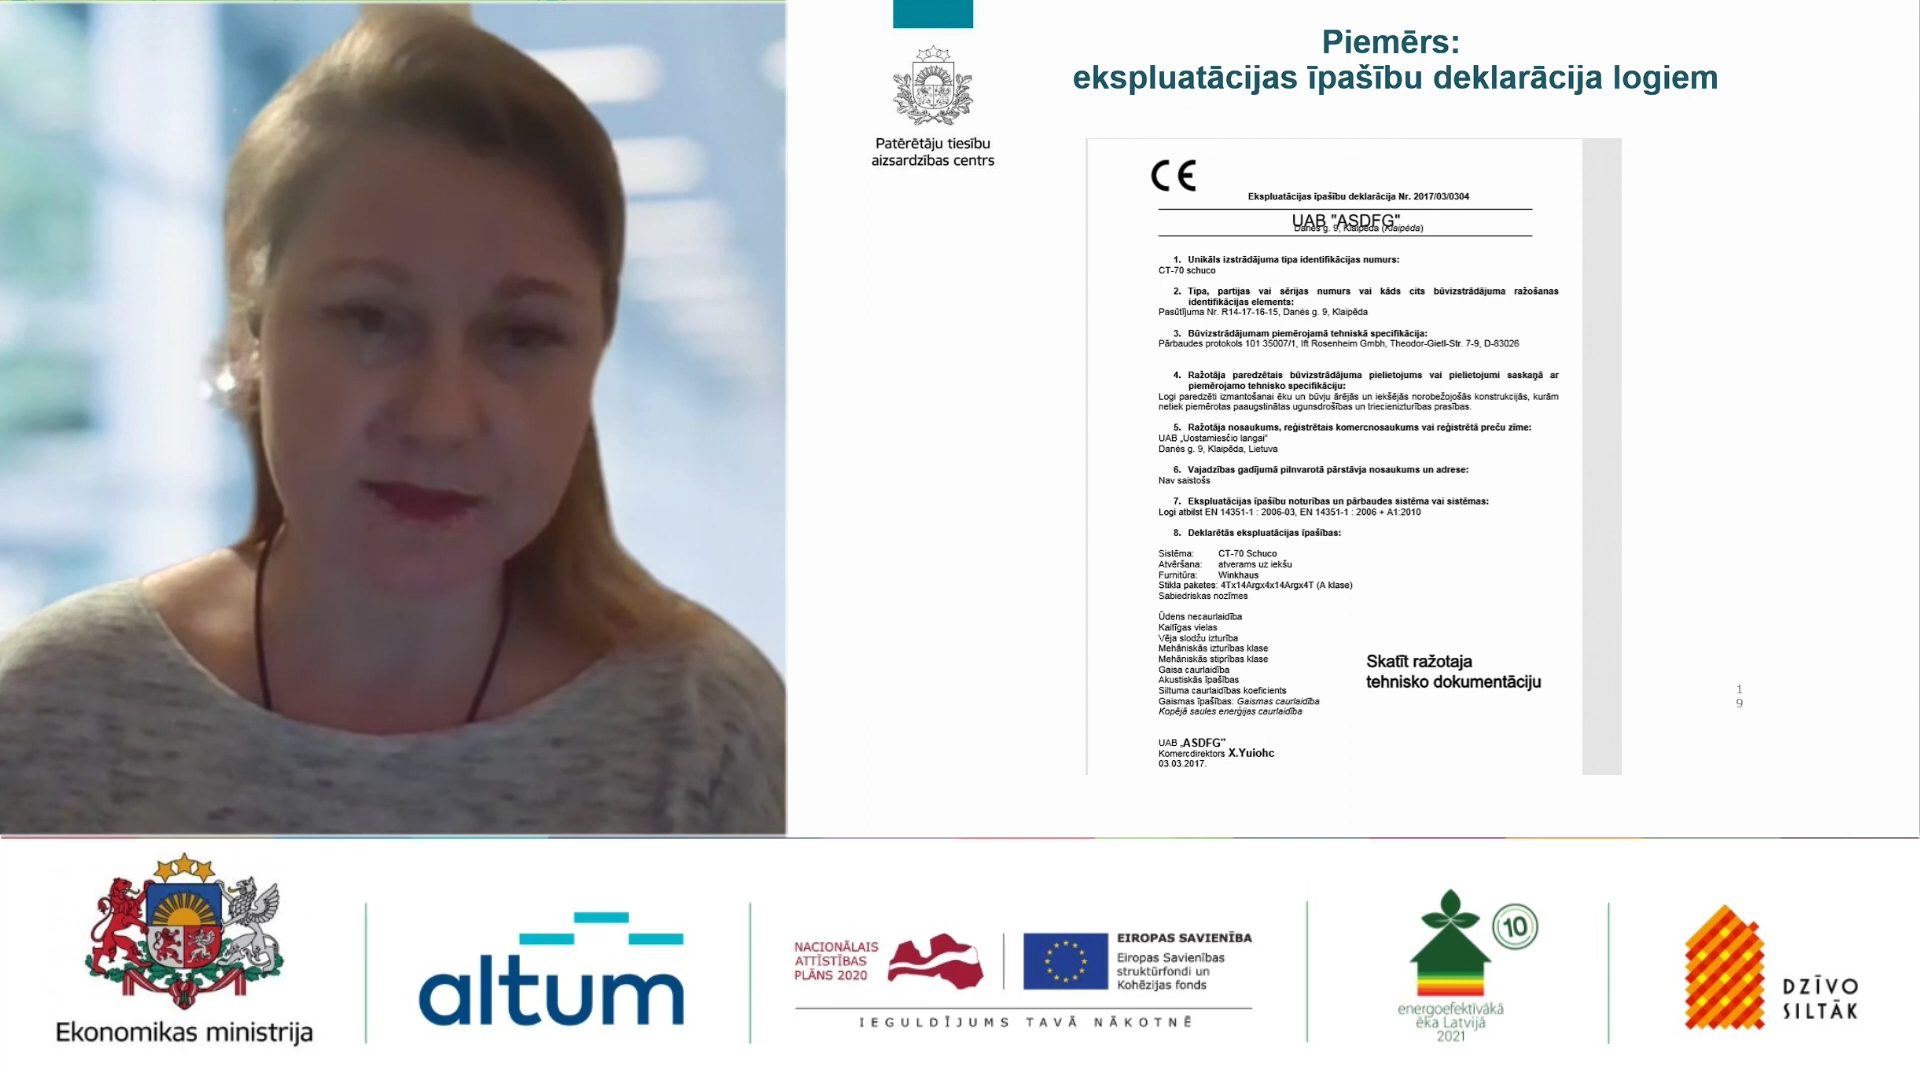 Piemērs:
ekspluatācijas īpašību deklarācija logiem
Patērētāju tiesību
aizsardzības centrs
CE
Ekspluatācijas īpašību deklarācija Nr. 2017/03/0304
UAB "ASDFG"
Danės g. 9, Klaipėda (Klaipėda)
1. Unikāls izstrādājuma tipa identifikācijas numurs:
CT-70 schuco
2. Tipa, partijas vai sērijas numurs vai kāds cits būvizstrādājuma ražošanas
identifikācijas elements:
Pasūtījuma Nr. R14-17-16-15, Danės g. 9, Klaipėda
3. Būvizstrādājumam piemērojamā tehniskā specifikācija:
Pārbaudes protokols 101 35007/1, Ift Rosenheim Gmbh, Theodor-Gietl-Str. 7-9, D-83026
4. Ražotāja paredzētais būvizstrādājuma pielietojums vai pielietojumi saskaņā ar
piemērojamo tehnisko specifikāciju:
Logi paredzēti izmantošanai ēku un būvju ārējās un iekšējās norobežojošās konstrukcijās, kurām
netiek piemērotas paaugstinātas ugunsdrošības un triecienizturības prasības.
5. Ražotāja nosaukums, reģistrētais komercnosaukums vai reģistrētā preču zīme:
UAB „Uostamiesčio langai"
Danės g. 9, Klaipėda, Lietuva
6. Vajadzības gadījumā pilnvarotā pārstāvja nosaukums un adrese:
Nav saistošs
7. Ekspluatācijas īpašību noturības un pārbaudes sistēma vai sistēmas:
Logi atbilst EN 14351-1 : 2006-03, EN 14351-1 : 2006 + A1:2010
8. Deklarētās ekspluatācijas īpašības:
Sistēma: CT-70 Schuco
Atvēršana: atverams uz iekšu
Furnitūra: Winkhaus
Stikla paketes: 4Tx14Argx4x14Argx4T (A klase)
Sabiedriskas nozīmes
Ūdens necaurlaidība
Kaitīgas vielas
Vēja slodžu izturība
Mehāniskās izturības klase
Mehāniskās stiprības klase
Gaisa caurlaidība
Akustiskās īpašības
Siltuma caurlaidības koeficients
Gaismas īpašības: Gaismas caurlaidība
Kopējā saules enerģijas caurlaidība
Skatīt ražotaja
tehnisko dokumentāciju
UAB „ASDFG"
Komercdirektors X.Yuiohc
03.03.2017.
1
9
Ekonomikas ministrija
altum
NACIONĀLAIS
ATTĪSTĪBAS
PLĀNS 2020
EIROPAS SAVIENĪBA
Eiropas Savienības
struktūrfondi un
Kohēzijas fonds
IEGULDĪJUMS TAVĀ NĀKOTNĒ
10
energoefektīvākā
ēka Latvijā
2021
DZĪVO
SILTĀK